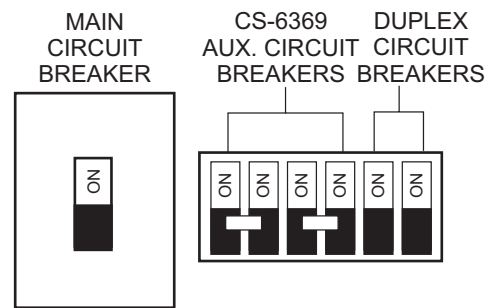 MAIN
CIRCUIT
BREAKER
CS-6369
AUX. CIRCUIT
BREAKERS
DUPLEX
CIRCUIT
BREAKERS
ON
ON
ON
ON
ON
ON
ON